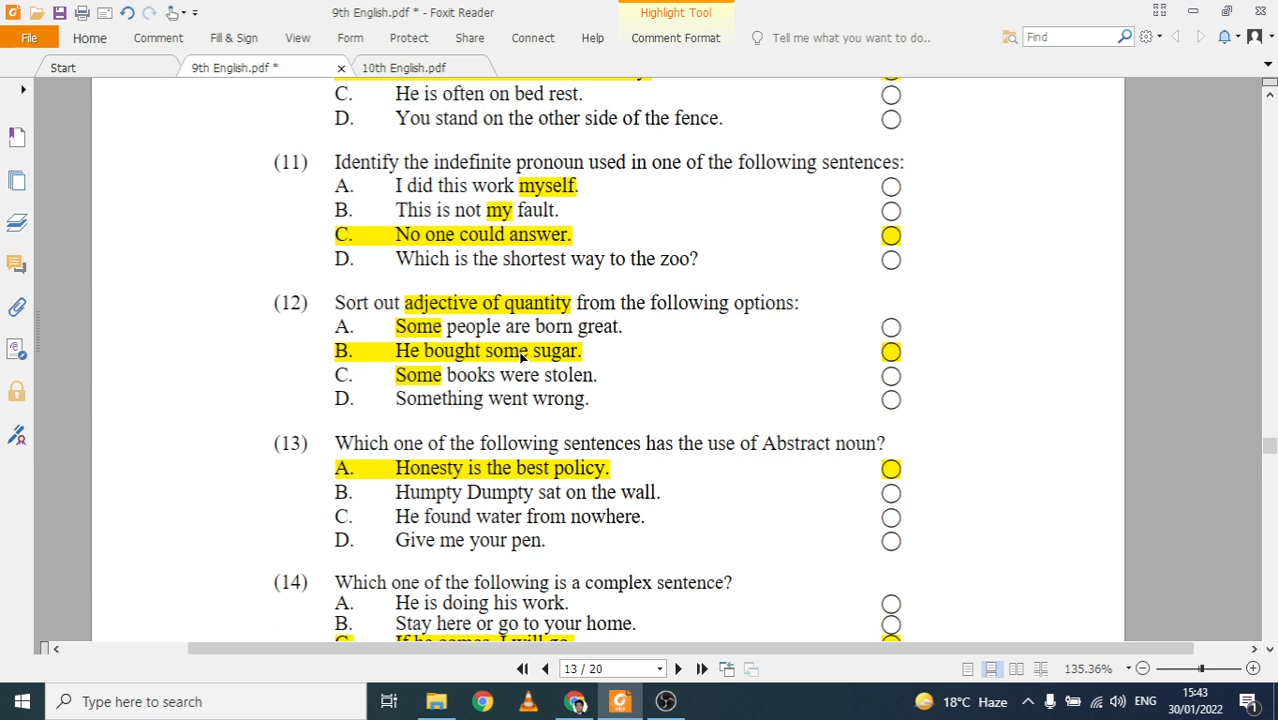 9th English.pdf * - Foxit Reader
Highlight Tool
File
Home
Comment
Fill & Sign
View
Form
Protect
Share
Connect
Help
Comment Format
Tell me what you want to do..
Find
Start
9th English.pdf *
10th English.pdf
C. He is often on bed rest.
D. You stand on the other side of the fence.
(11) Identify the indefinite pronoun used in one of the following sentences:
A. I did this work myself.
B. This is not my fault.
C. No one could answer.
D. Which is the shortest way to the zoo?
(12) Sort out adjective of quantity from the following options:
A. Some people are born great.
B. He bought some sugar.
C. Some books were stolen.
D. Something went wrong.
(13) Which one of the following sentences has the use of Abstract noun?
A. Honesty is the best policy.
B. Humpty Dumpty sat on the wall.
C. He found water from nowhere.
D. Give me your pen.
(14) Which one of the following is a complex sentence?
A. He is doing his work.
B. Stay here or go to your home.
C. If he comes, I will go.
13 / 20
135.36%
Type here to search
18°C Haze
ENG
15:43
30/01/2022
1